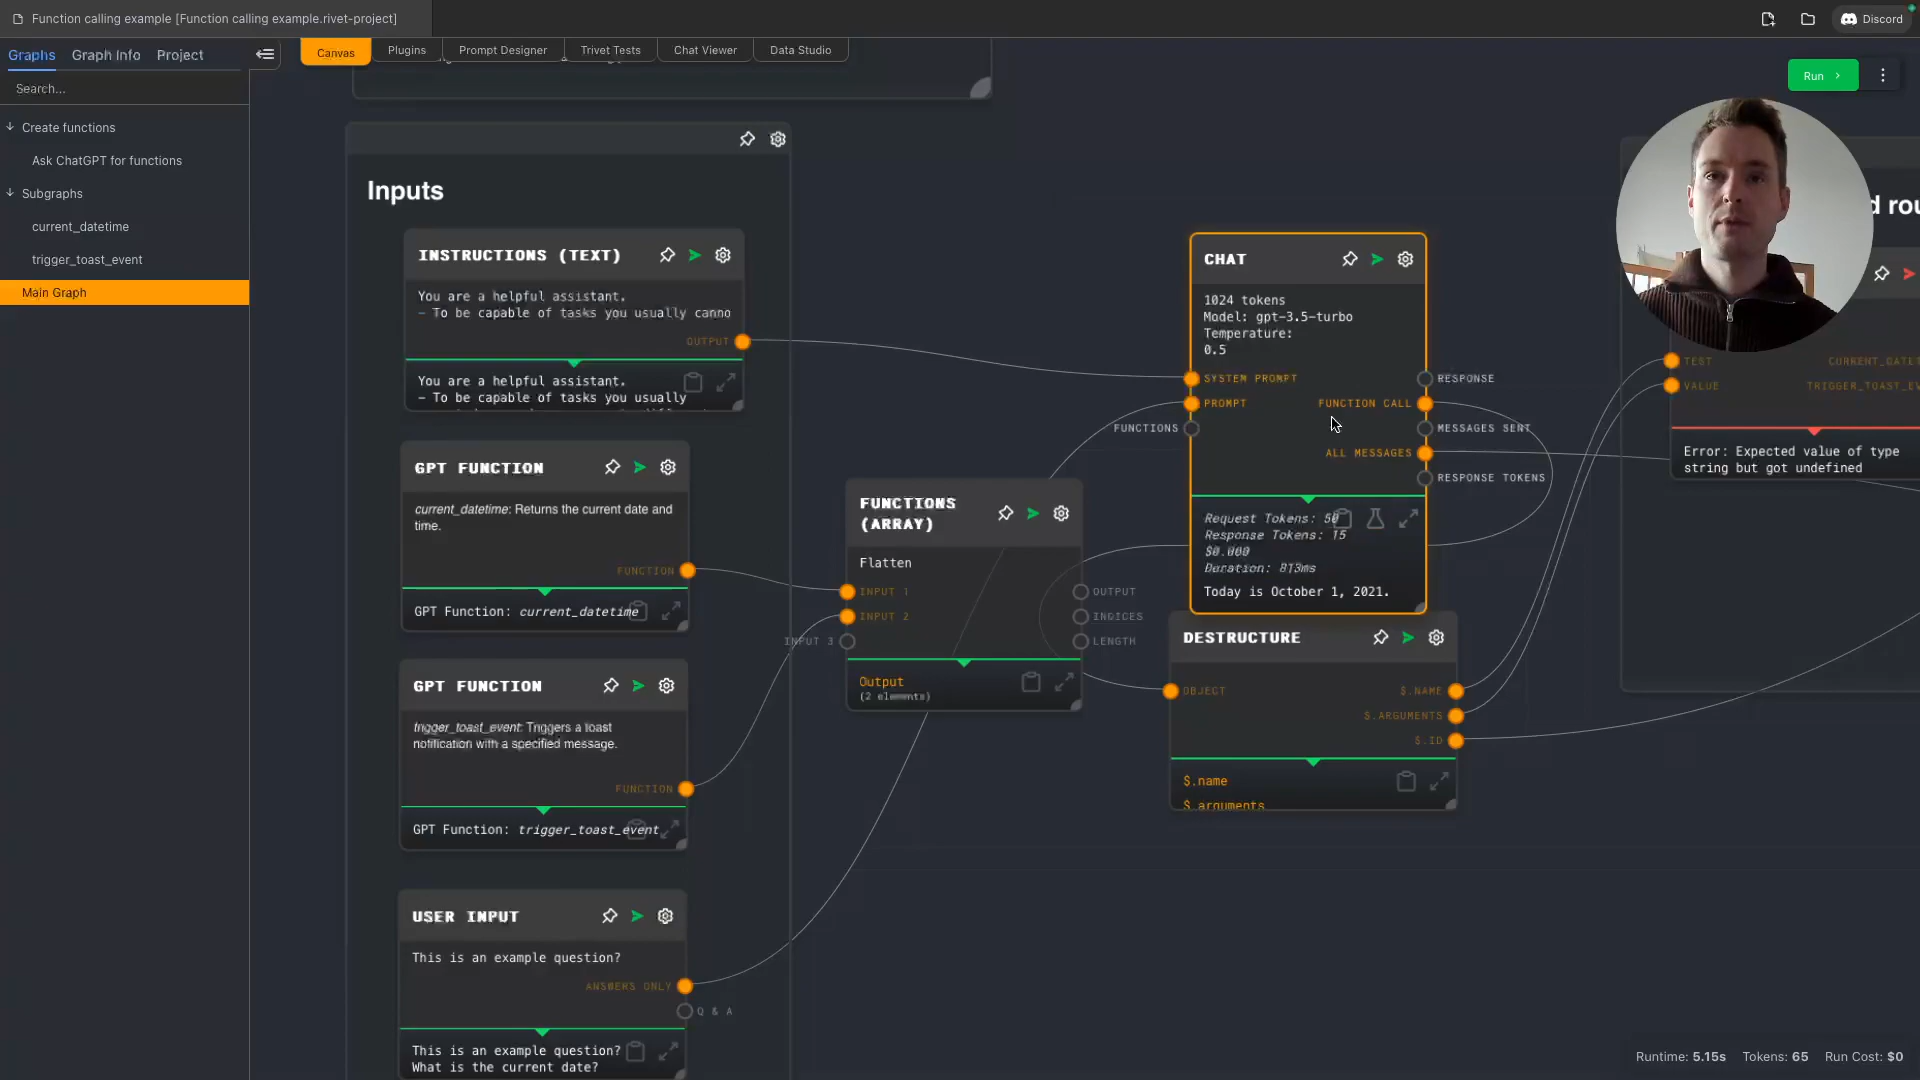 Function calling example [Function calling example.rivet-project]
Discord
Graphs
Graph Info
Project
Canvas
Plugins
Prompt Designer
Trivet Tests
Chat Viewer
Data Studio
Run
Search...
Create functions
Ask ChatGPT for functions
Subgraphs
current_datetime
trigger_toast_event
Main Graph
Inputs
INSTRUCTIONS (TEXT)
You are a helpful assistant.
- To be capable of tasks you usually canno
OUTPUT
You are a helpful assistant.
- To be capable of tasks you usually
GPT FUNCTION
current_datetime: Returns the current date and
time.
FUNCTION
GPT Function: current_datetime
GPT FUNCTION
trigger_toast_event: Triggers a toast
notification with a specified message.
FUNCTION
GPT Function: trigger_toast_event
USER INPUT
This is an example question?
ANSWERS ONLY
Q & A
This is an example question?
What is the current date?
FUNCTIONS
(ARRAY)
Flatten
INPUT 1
INPUT 2
INPUT 3
OUTPUT
INDICES
LENGTH
Output
(2 elements)
CHAT
1024 tokens
Model: gpt-3.5-turbo
Temperature:
0.5
SYSTEM PROMPT
PROMPT
FUNCTIONS
RESPONSE
FUNCTION CALL
MESSAGES SENT
ALL MESSAGES
RESPONSE TOKENS
Request Tokens: 50
Response Tokens: 15
$0.000
Duration: 813ms
Today is October 1, 2021.
DESTRUCTURE
OBJECT
$.NAME
$.ARGUMENTS
$.ID
$.name
$.arguments
d rou
TEST
VALUE
CURRENT_DATET
TRIGGER_TOAST_EV
Error: Expected value of type
string but got undefined
Runtime: 5.15s
Tokens: 65
Run Cost: $0